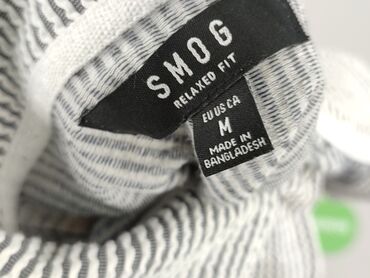 SMOG
RELAXED FIT
EU US CA
M
MADE IN
BANGLADESH